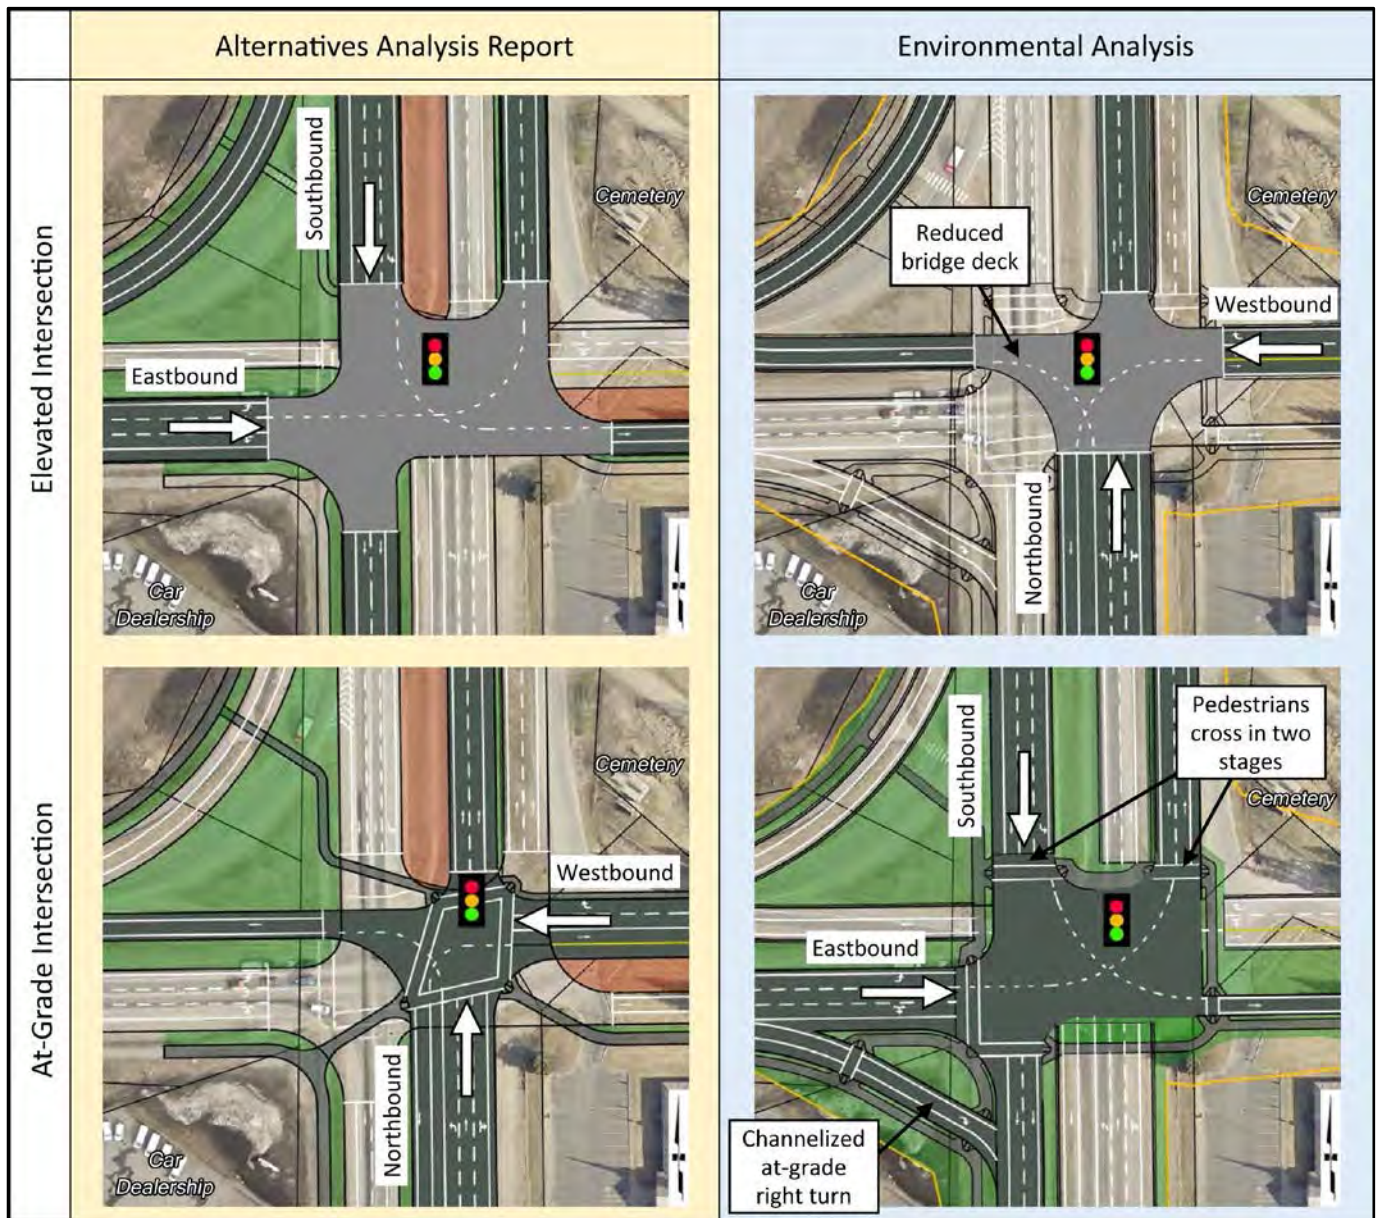 Alternatives Analysis Report
Environmental Analysis
Elevated Intersection
Southbound
Cemetery
Eastbound
Car
Dealership
Reduced
bridge deck
Cemetery
Westbound
Northbound
Car
Dealership
At-Grade Intersection
Cemetery
Westbound
Northbound
Car
Dealership
Southbound
Pedestrians
cross in two
stages
Cemetery
Eastbound
Channelized
at-grade
right turn